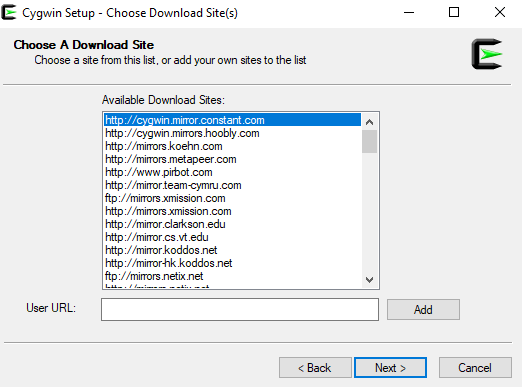 Cygwin Setup - Choose Download Site(s)
Choose A Download Site
Choose a site from this list, or add your own sites to the list
Available Download Sites:
http://cygwin.mirror.constant.com
http://cygwin.mirrors.hoobly.com
http://mirrors.koehn.com
http://mirrors.metapeer.com
http://www.pirbot.com
http://mirror.team-cymru.com
ftp://mirrors.xmission.com
http://mirrors.xmission.com
http://mirror.clarkson.edu
http://mirror.cs.vt.edu
http://mirror.koddos.net
http://mirror-hk.koddos.net
ftp://mirrors.netix.net
http://mirrors.netix.net
User URL:
Add
< Back
Next >
Cancel